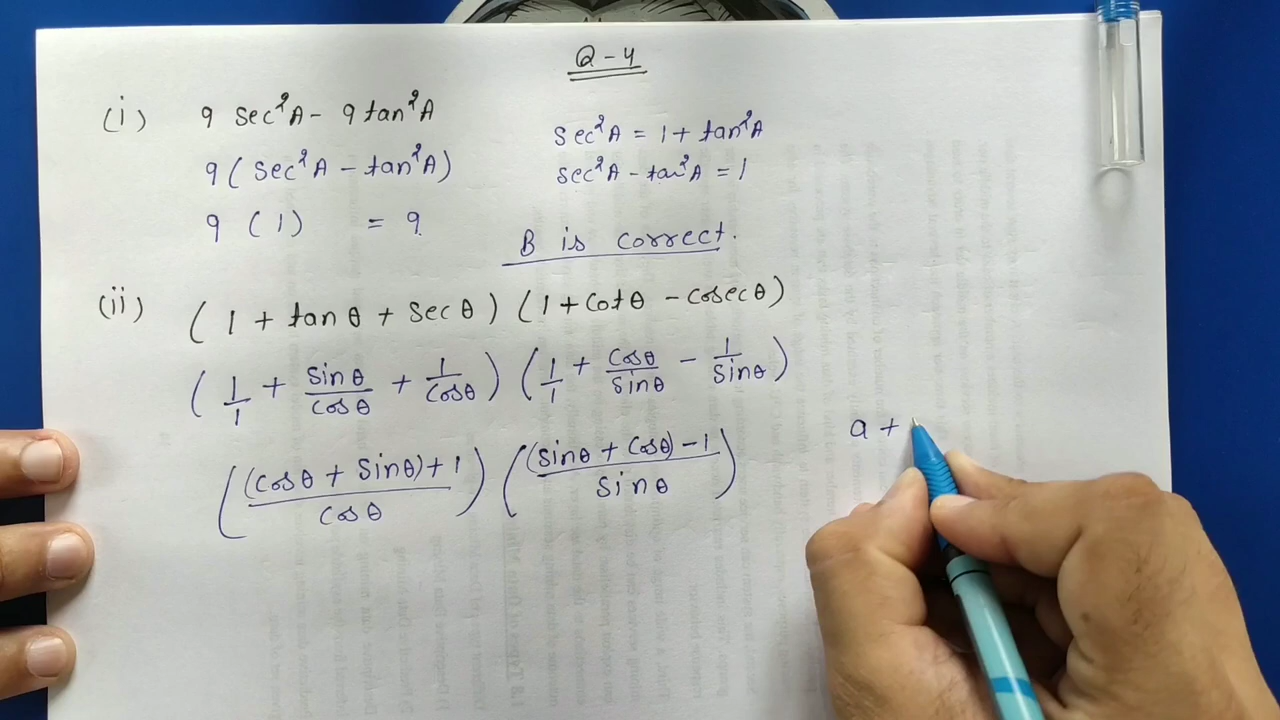 Q-4
(i) 9 sec²A - 9 tan²A
9 (sec²A - tan²A)
9 (1) = 9
sec²A = 1 + tan²A
sec²A - tan²A = 1
B is correct.
(ii) (1 + tan θ + sec θ) (1 + cot θ - cosec θ)
(1/1 + sin θ/cos θ + 1/cos θ) (1/1 + cos θ/sin θ - 1/sin θ)
(((cos θ + sin θ) + 1)/cos θ) (((sin θ + cos θ) - 1)/sin θ)
a +